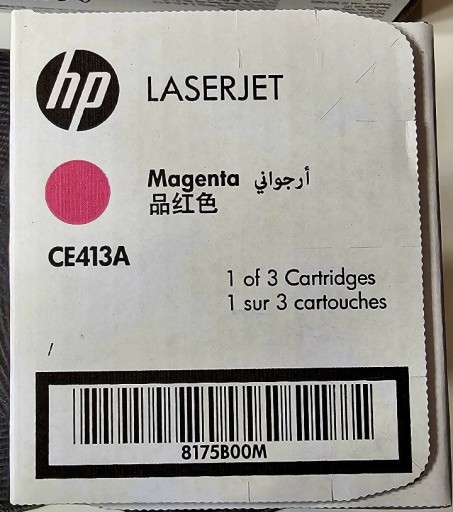 hp LASERJET
Magenta أرجواني
品红色
CE413A
1 of 3 Cartridges
1 sur 3 cartouches
8175B00M